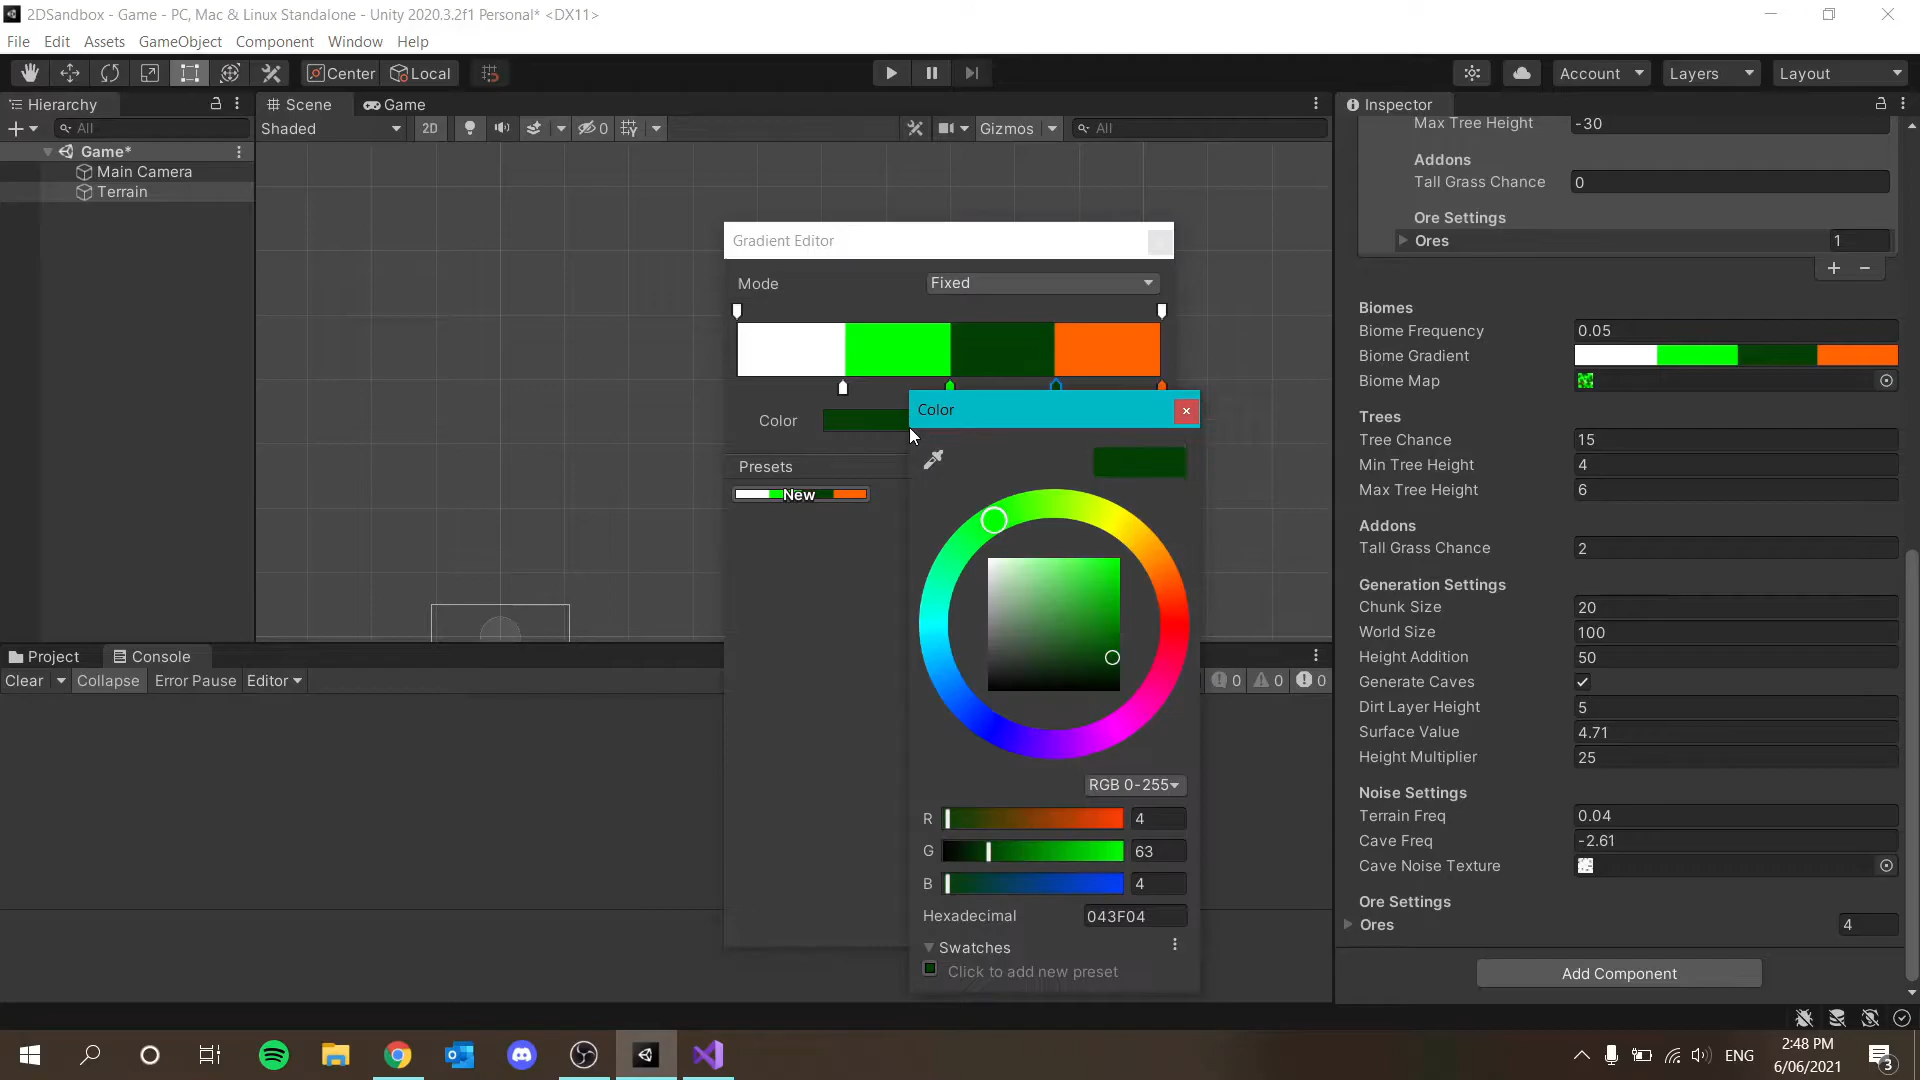 2DSandbox - Game - PC, Mac & Linux Standalone - Unity 2020.3.2f1 Personal* <DX11>
File Edit Assets GameObject Component Window Help
Center Local Account Layers Layout
Hierarchy
All
Game*
Main Camera
Terrain
Scene Game
Shaded 2D 0 Gizmos All
Gradient Editor
Mode Fixed
Color
Presets
New
Color
RGB 0-255
R 4
G 63
B 4
Hexadecimal 043F04
Swatches
Click to add new preset
Project Console
Clear Collapse Error Pause Editor 0 0 0
Inspector
Max Tree Height -30
Addons
Tall Grass Chance 0
Ore Settings
Ores 1
Biomes
Biome Frequency 0.05
Biome Gradient
Biome Map
Trees
Tree Chance 15
Min Tree Height 4
Max Tree Height 6
Addons
Tall Grass Chance 2
Generation Settings
Chunk Size 20
World Size 100
Height Addition 50
Generate Caves
Dirt Layer Height 5
Surface Value 4.71
Height Multiplier 25
Noise Settings
Terrain Freq 0.04
Cave Freq -2.61
Cave Noise Texture
Ore Settings
Ores 4
Add Component
ENG
2:48 PM
6/06/2021
3